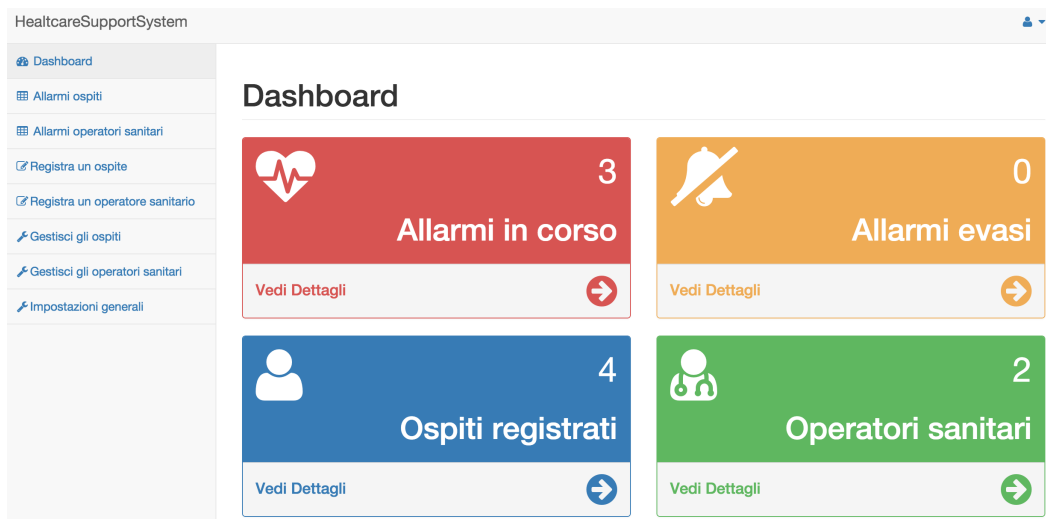 HealtcareSupportSystem
Dashboard
Allarmi ospiti
Allarmi operatori sanitari
Registra un ospite
Registra un operatore sanitario
Gestisci gli ospiti
Gestisci gli operatori sanitari
Impostazioni generali
Dashboard
3
Allarmi in corso
Vedi Dettagli
0
Allarmi evasi
Vedi Dettagli
4
Ospiti registrati
Vedi Dettagli
2
Operatori sanitari
Vedi Dettagli